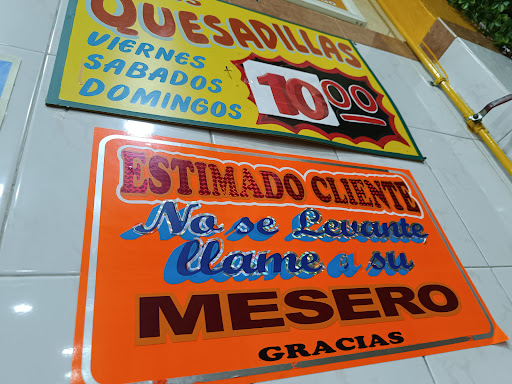 QUESADILLAS
VIERNES
SABADOS
DOMINGOS
10 00
ESTIMADO CLIENTE
No se Levante
llame a su
MESERO
GRACIAS